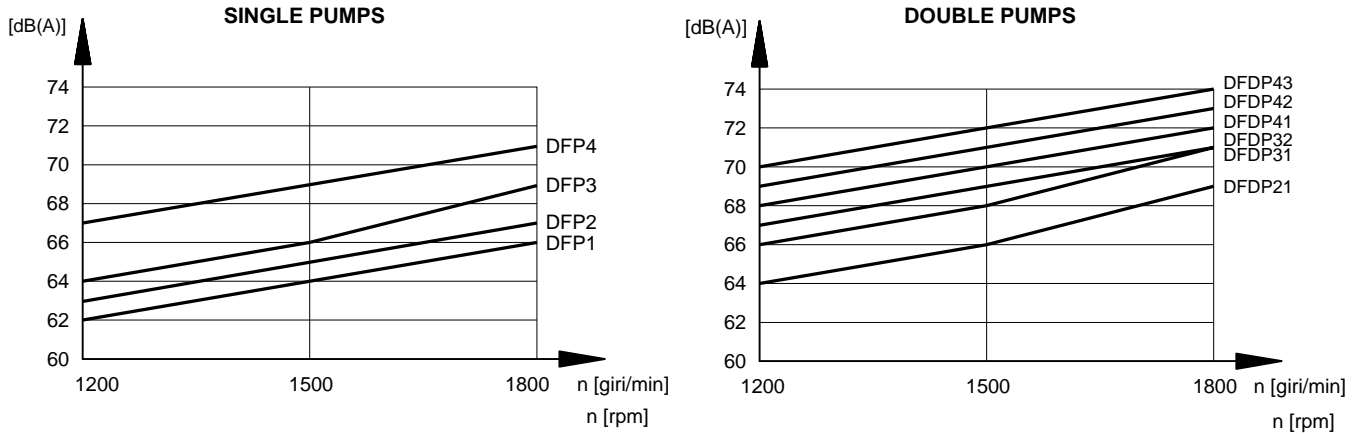 SINGLE PUMPS
[dB(A)]
74
72
70
68
66
64
62
60
DFP4
DFP3
DFP2
DFP1
1200
1500
1800
n [giri/min]
n [rpm]
DOUBLE PUMPS
[dB(A)]
74
72
70
68
66
64
62
60
DFDP43
DFDP42
DFDP41
DFDP32
DFDP31
DFDP21
1200
1500
1800
n [giri/min]
n [rpm]